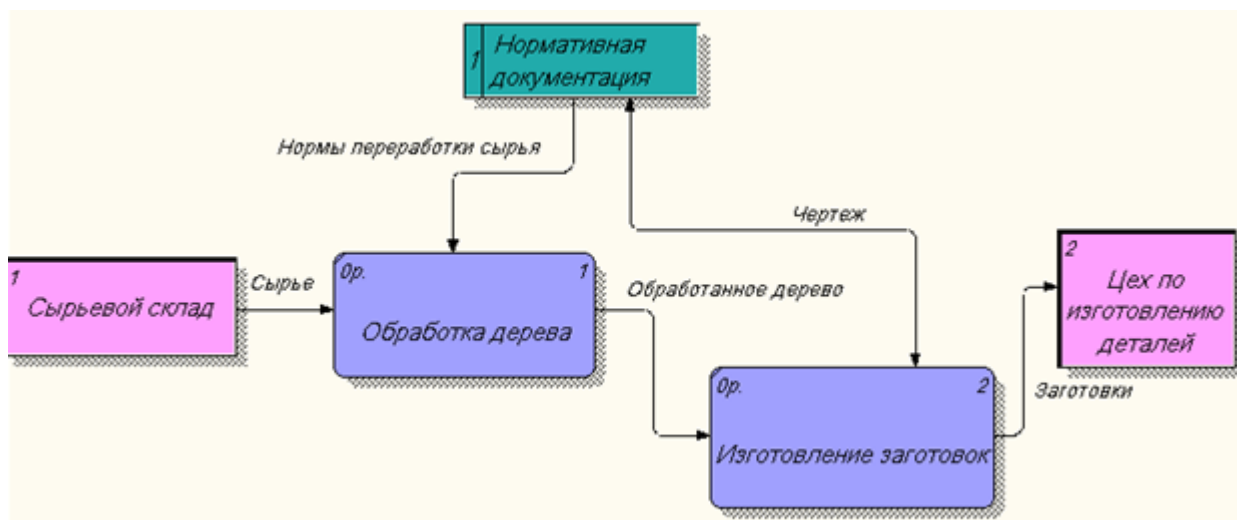 1
Нормативная
документация
Нормы переработки сырья
Чертеж
1
Сырьевой склад
Сырье
0р.
1
Обработка дерева
Обработанное дерево
2
Цех по
изготовлению
деталей
0р.
2
Изготовление заготовок
Заготовки